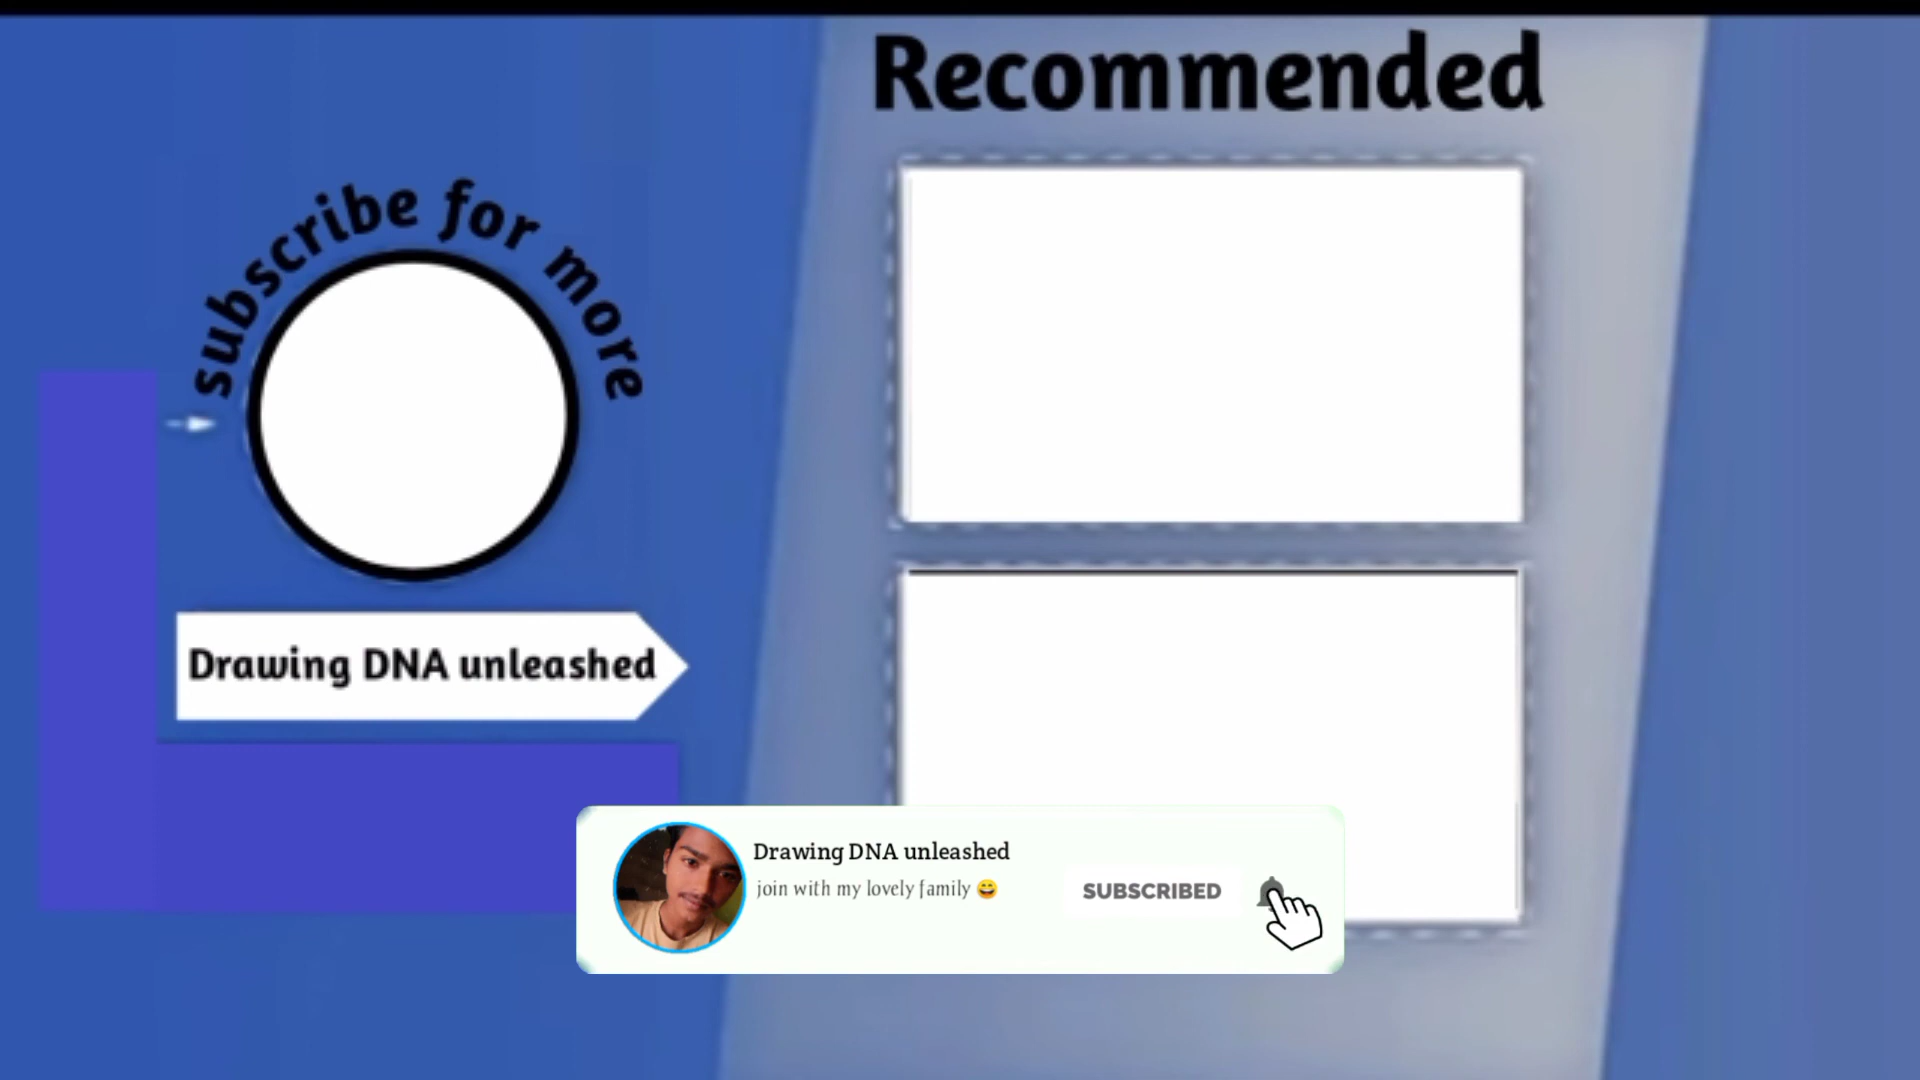 Recommended
subscribe for more
Drawing DNA unleashed
Drawing DNA unleashed
join with my lovely family 😄
SUBSCRIBED